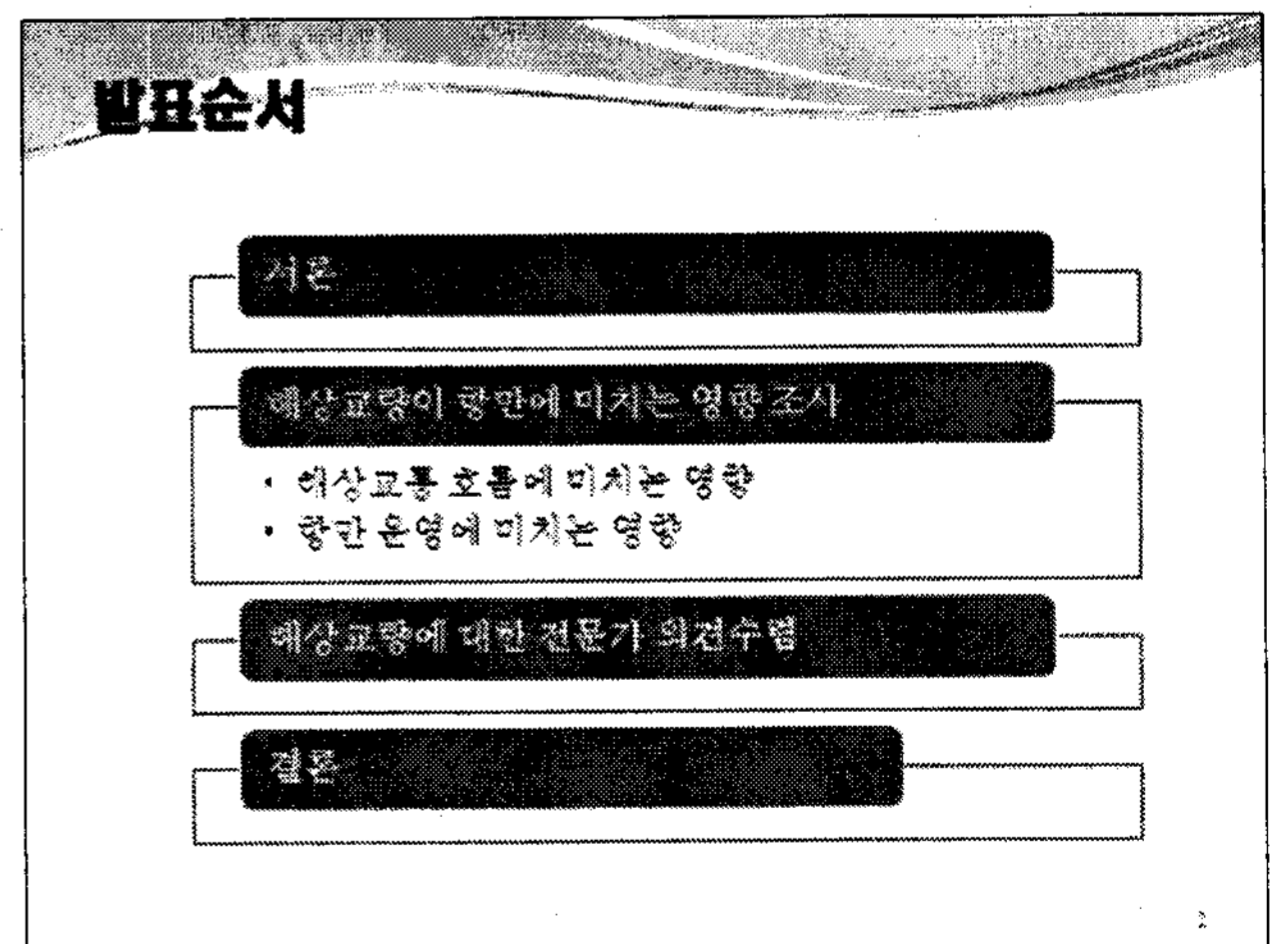 발표순서
서론
해상교량이 항만에 미치는 영향 조사
• 해상교통 흐름에 미치는 영향
• 항만 운영에 미치는 영향
해상교량에 대한 전문가 의견수렴
결론
2